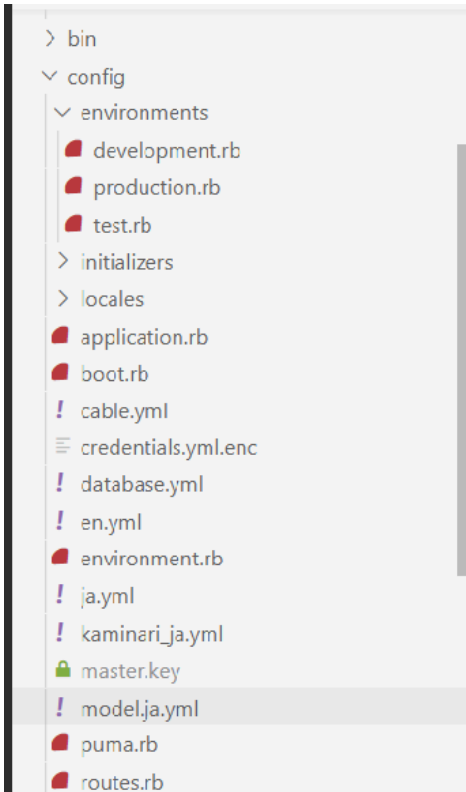 bin
config
environments
development.rb
production.rb
test.rb
initializers
locales
application.rb
boot.rb
! cable.yml
credentials.yml.enc
! database.yml
! en.yml
environment.rb
! ja.yml
! kaminari_ja.yml
master.key
! model.ja.yml
puma.rb
routes.rb